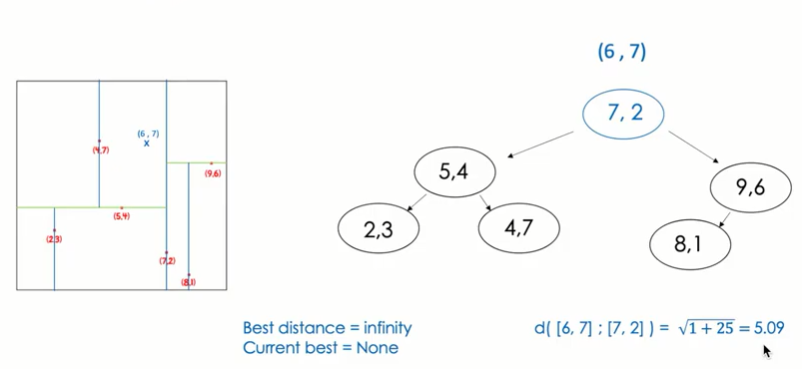 (6 , 7)
7, 2
5,4
9,6
2,3
4,7
8,1
(6 , 7)
x
(4,7)
(9,6)
(5,4)
(2,3)
(7,2)
(8,1)
Best distance = infinity
Current best = None
d( [6, 7] ; [7, 2] ) = √1 + 25 = 5.09